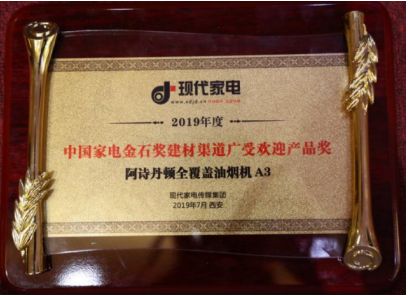 现代家电
www.xdjd.cn
2019年度
中国家电金石奖建材渠道广受欢迎产品奖
阿诗丹顿全覆盖油烟机 A3
现代家电传媒集团
2019年7月 西安